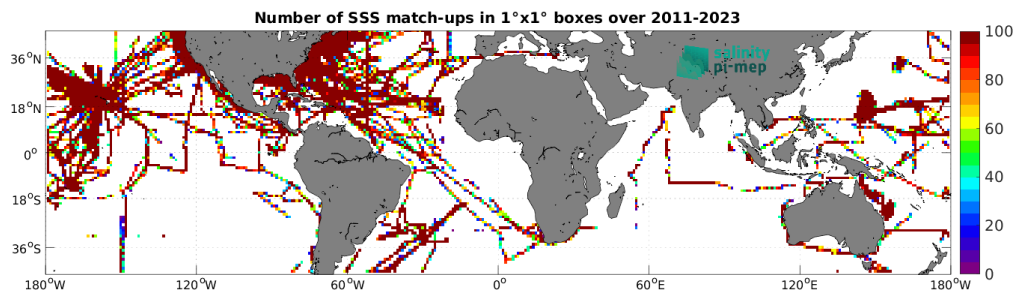 Number of SSS match-ups in 1°x1° boxes over 2011-2023
salinity
pi-mep
36°N
18°N
0°
18°S
36°S
180°W
120°W
60°W
0°
60°E
120°E
180°W
100
80
60
40
20
0